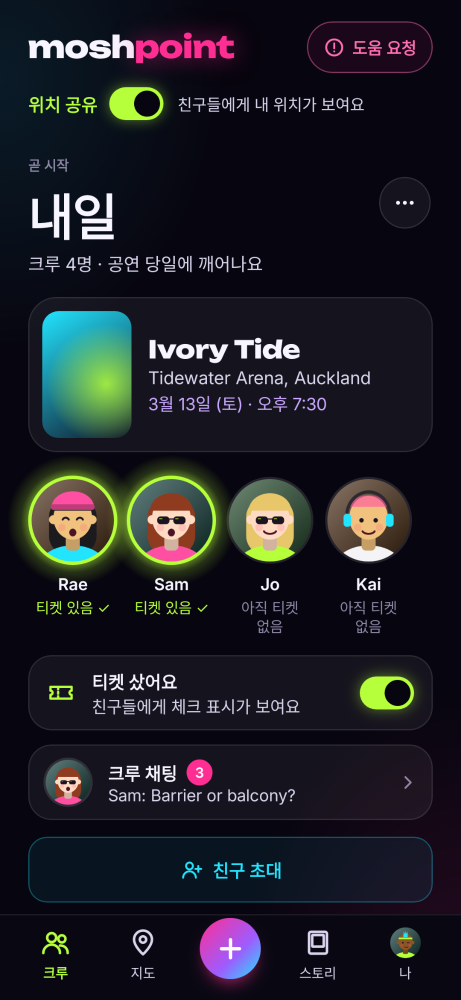 moshpoint
도움 요청
위치 공유
친구들에게 내 위치가 보여요
곧 시작
내일
크루 4명 · 공연 당일에 깨어나요
Ivory Tide
Tidewater Arena, Auckland
3월 13일 (토) · 오후 7:30
Rae
Sam
Jo
Kai
티켓 있음 ✓
티켓 있음 ✓
아직 티켓
없음
아직 티켓
없음
티켓 샀어요
친구들에게 체크 표시가 보여요
크루 채팅 3
Sam: Barrier or balcony?
친구 초대
크루
지도
스토리
나